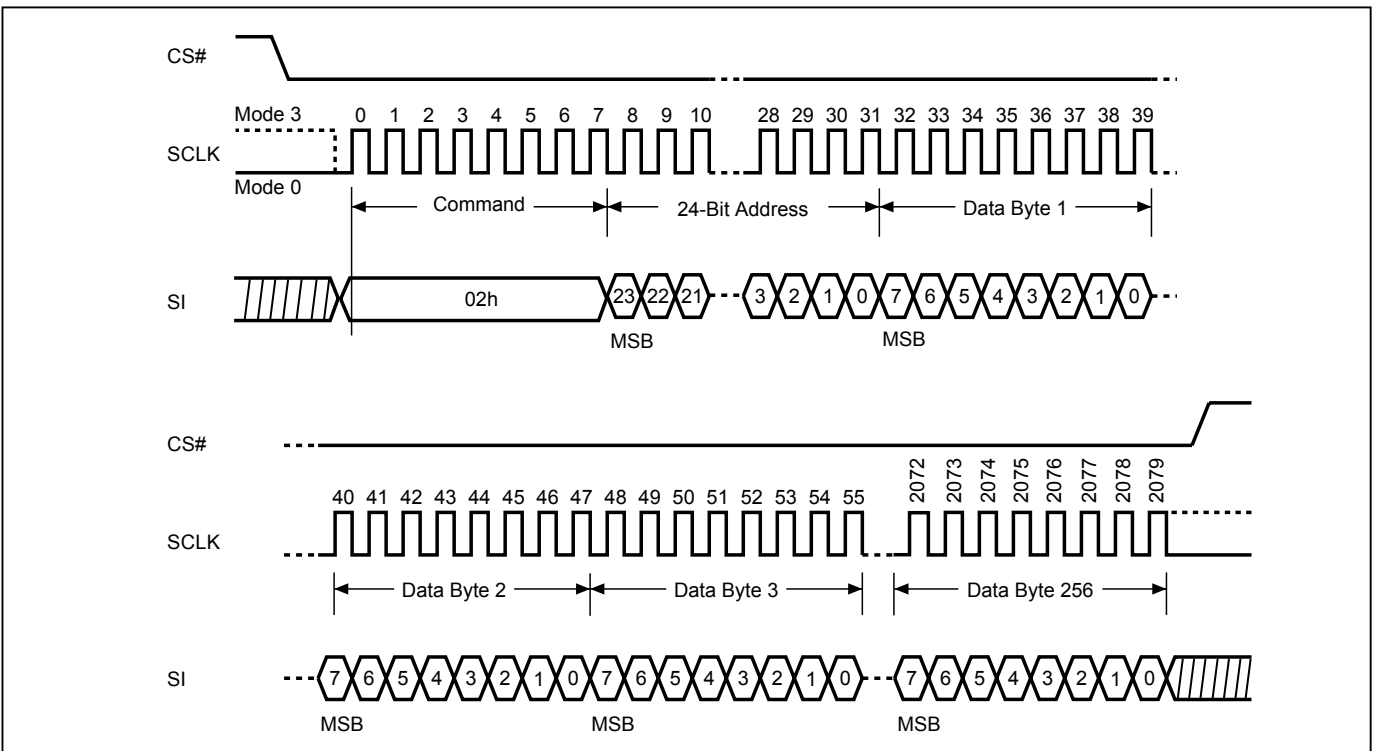 CS#
Mode 3
0 1 2 3 4 5 6 7 8 9 10 28 29 30 31 32 33 34 35 36 37 38 39
SCLK
Mode 0
Command 24-Bit Address Data Byte 1
SI 02h 23 22 21 3 2 1 0 7 6 5 4 3 2 1 0
MSB MSB
CS#
40 41 42 43 44 45 46 47 48 49 50 51 52 53 54 55 2072 2073 2074 2075 2076 2077 2078 2079
SCLK
Data Byte 2 Data Byte 3 Data Byte 256
SI 7 6 5 4 3 2 1 0 7 6 5 4 3 2 1 0 7 6 5 4 3 2 1 0
MSB MSB MSB